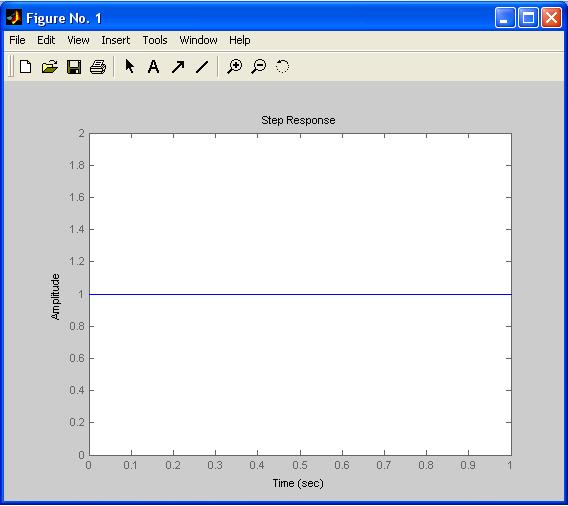 Figure No. 1
File Edit View Insert Tools Window Help
A
Step Response
2
1.8
1.6
1.4
1.2
1
0.8
0.6
0.4
0.2
0
Amplitude
0 0.1 0.2 0.3 0.4 0.5 0.6 0.7 0.8 0.9 1
Time (sec)